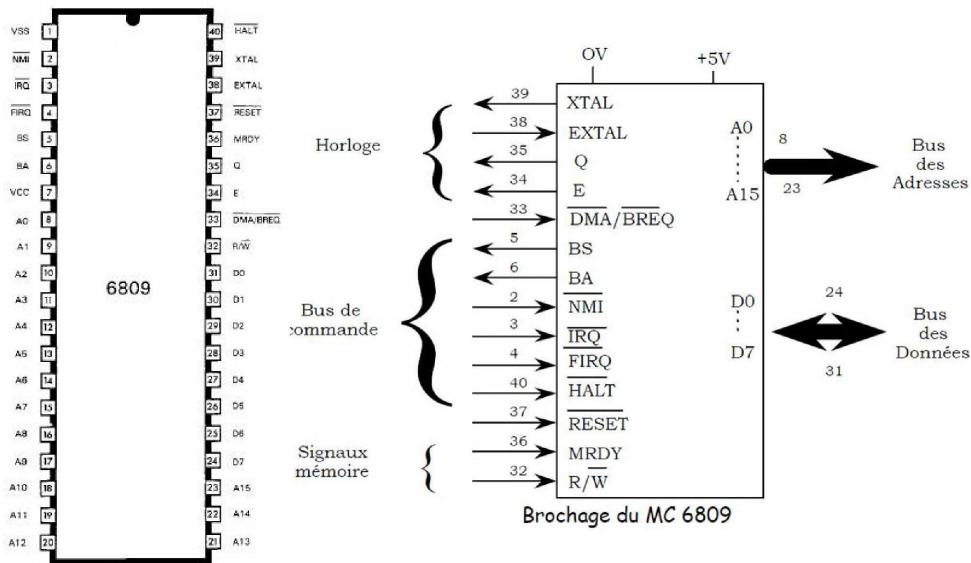 VSS 1 40 HALT
NMI 2 39 XTAL
IRQ 3 38 EXTAL
FIRQ 4 37 RESET
BS 5 36 MRDY
BA 6 35 Q
VCC 7 34 E
A0 8 33 DMA/BREQ
A1 9 32 R/W
A2 10 31 D0
A3 11 30 D1
A4 12 29 D2
A5 13 28 D3
A6 14 27 D4
A7 15 26 D5
A8 16 25 D6
A9 17 24 D7
A10 18 23 A15
A11 19 22 A14
A12 20 21 A13
6809
0V +5V
Horloge
39 XTAL
38 EXTAL
35 Q
34 E
33 DMA/BREQ
Bus de
commande
5 BS
6 BA
2 NMI
3 IRQ
4 FIRQ
40 HALT
37 RESET
Signaux
mémoire
36 MRDY
32 R/W
A0
A15
8
23
Bus
des
Adresses
D0
D7
24
31
Bus
des
Données
Brochage du MC 6809